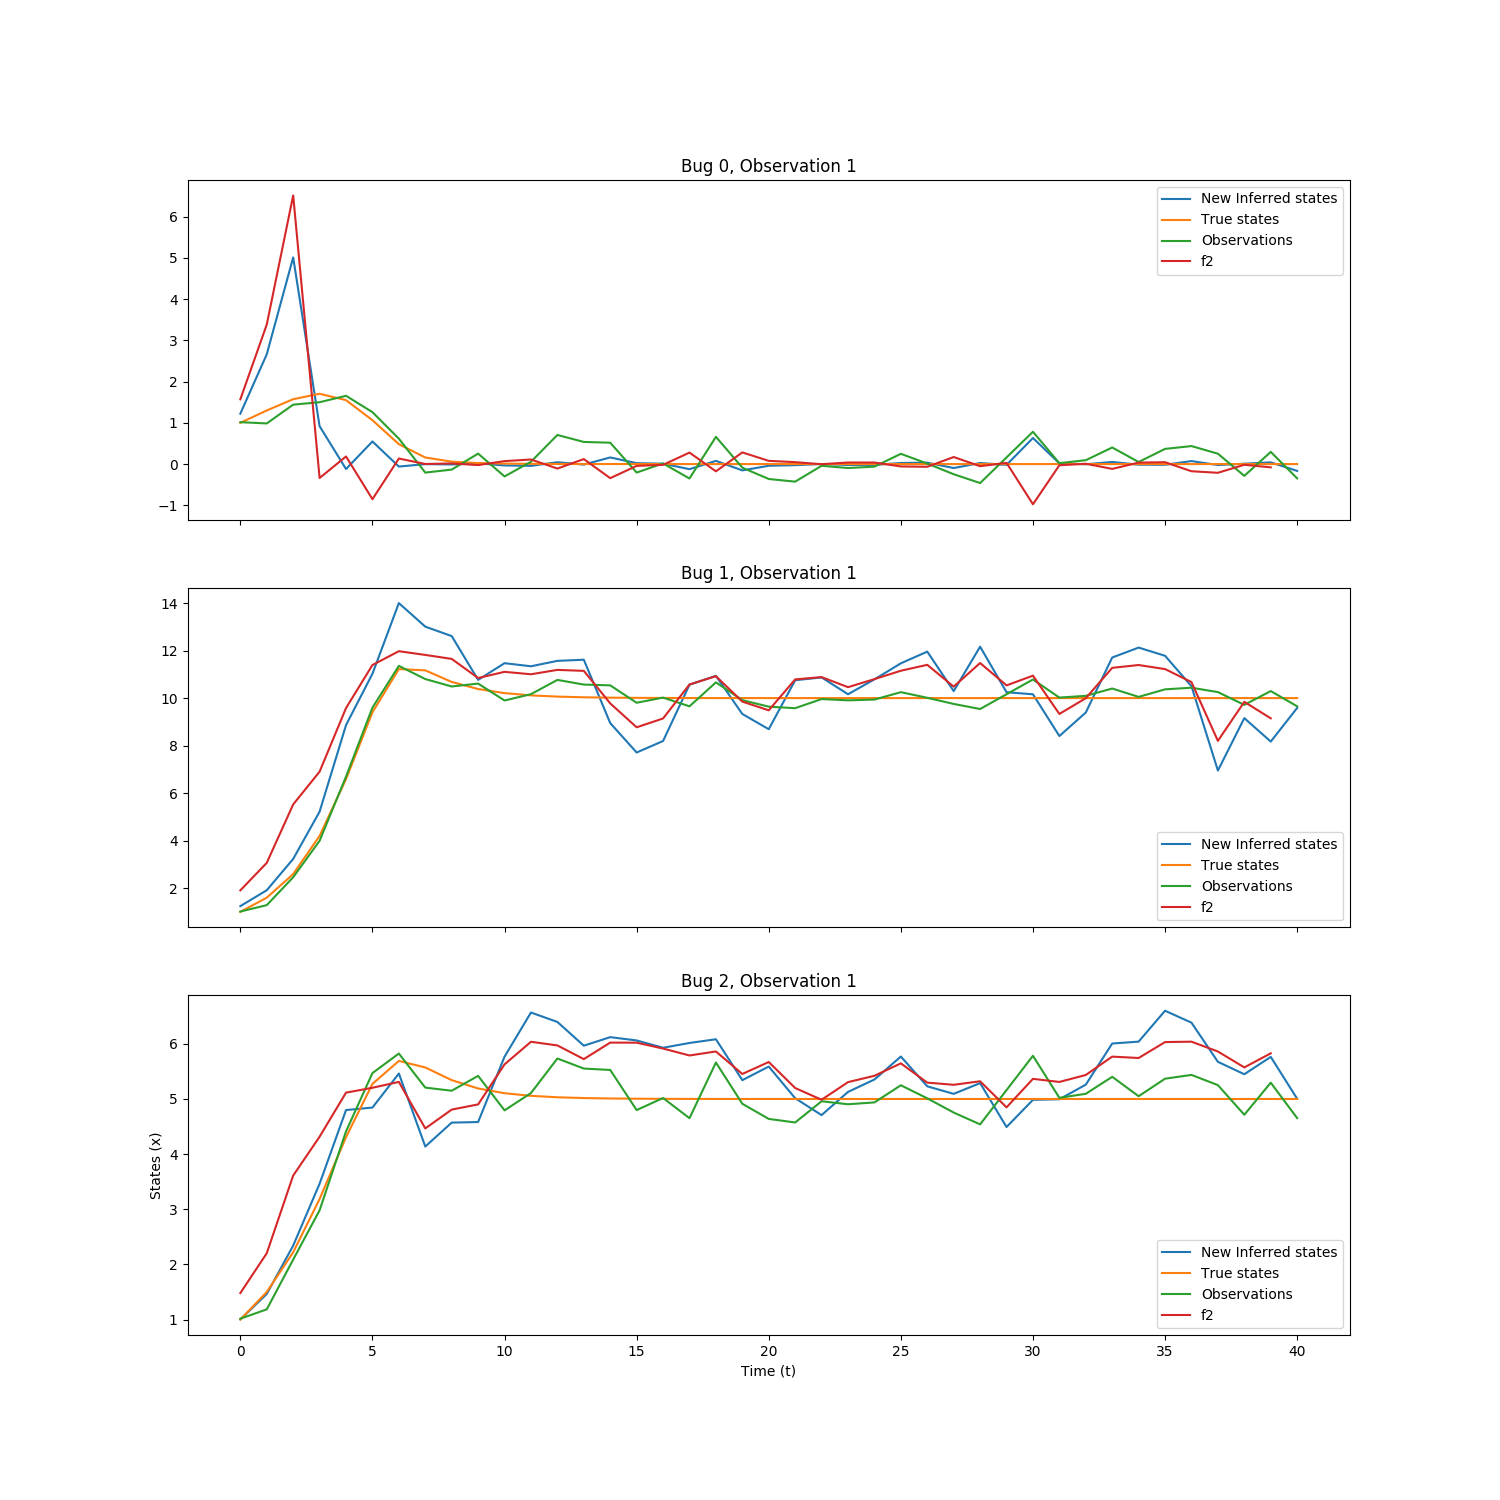 Bug 0, Observation 1
New Inferred states
True states
Observations
f2
6
5
4
3
2
1
0
−1
Bug 1, Observation 1
14
12
10
8
6
4
2
New Inferred states
True states
Observations
f2
Bug 2, Observation 1
6
5
4
3
2
1
States (x)
New Inferred states
True states
Observations
f2
0 5 10 15 20 25 30 35 40
Time (t)